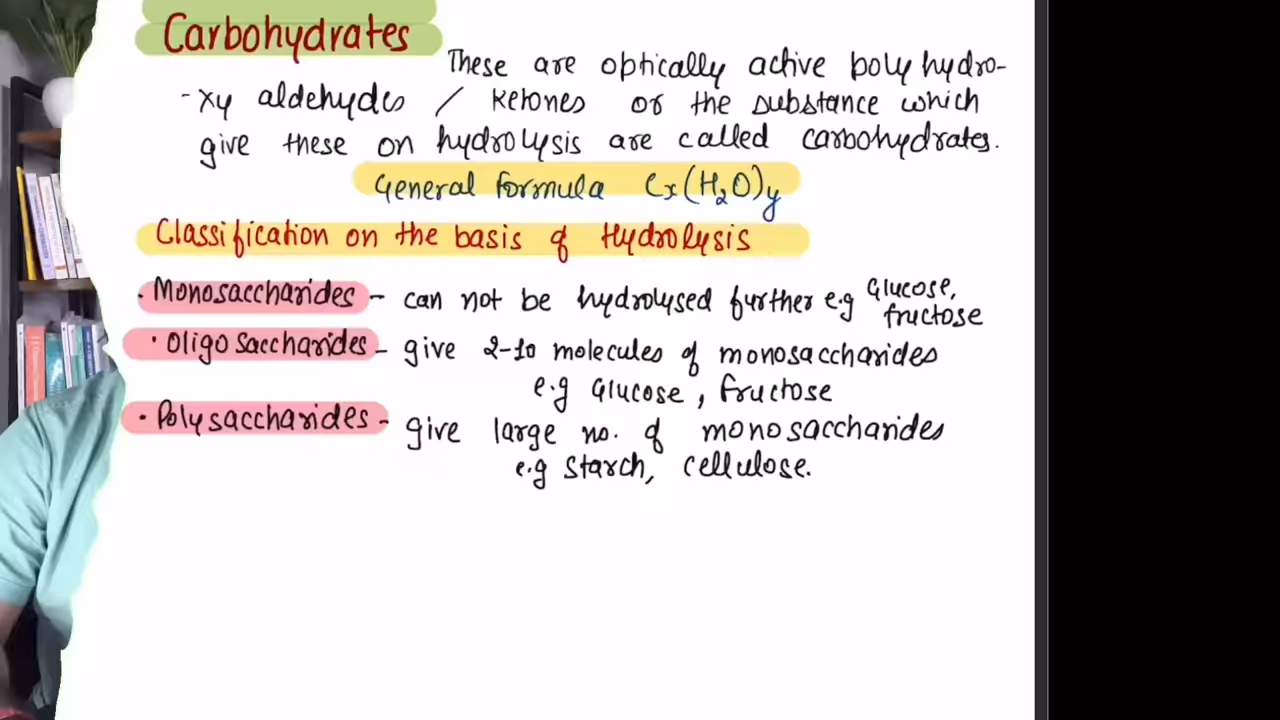 Carbohydrates
These are optically active polyhydro-
-xy aldehydes / ketones or the substance which
give these on hydrolysis are called carbohydrates.
General formula Cx(H2O)y
Classification on the basis of Hydrolysis
· Monosaccharides - can not be hydrolysed further e.g Glucose,
fructose
· Oligosaccharides - give 2-10 molecules of monosaccharides
e.g Glucose, fructose
· Polysaccharides - give large no. of monosaccharides
e.g starch, cellulose.